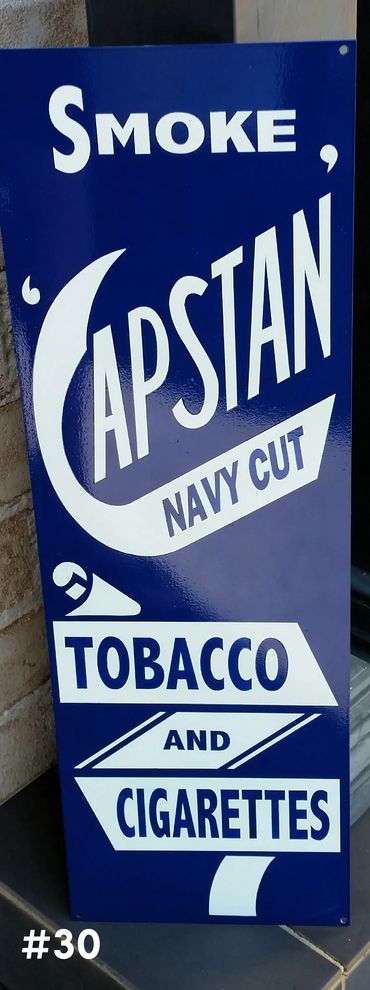 SMOKE
‘CAPSTAN’
NAVY CUT
TOBACCO
AND
CIGARETTES
#30